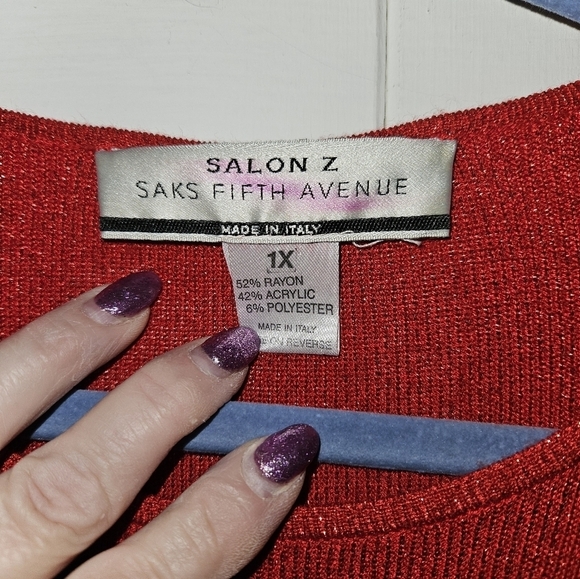 SALON Z
SAKS FIFTH AVENUE
MADE IN ITALY
1X
52% RAYON
42% ACRYLIC
6% POLYESTER
MADE IN ITALY
ON REVERSE